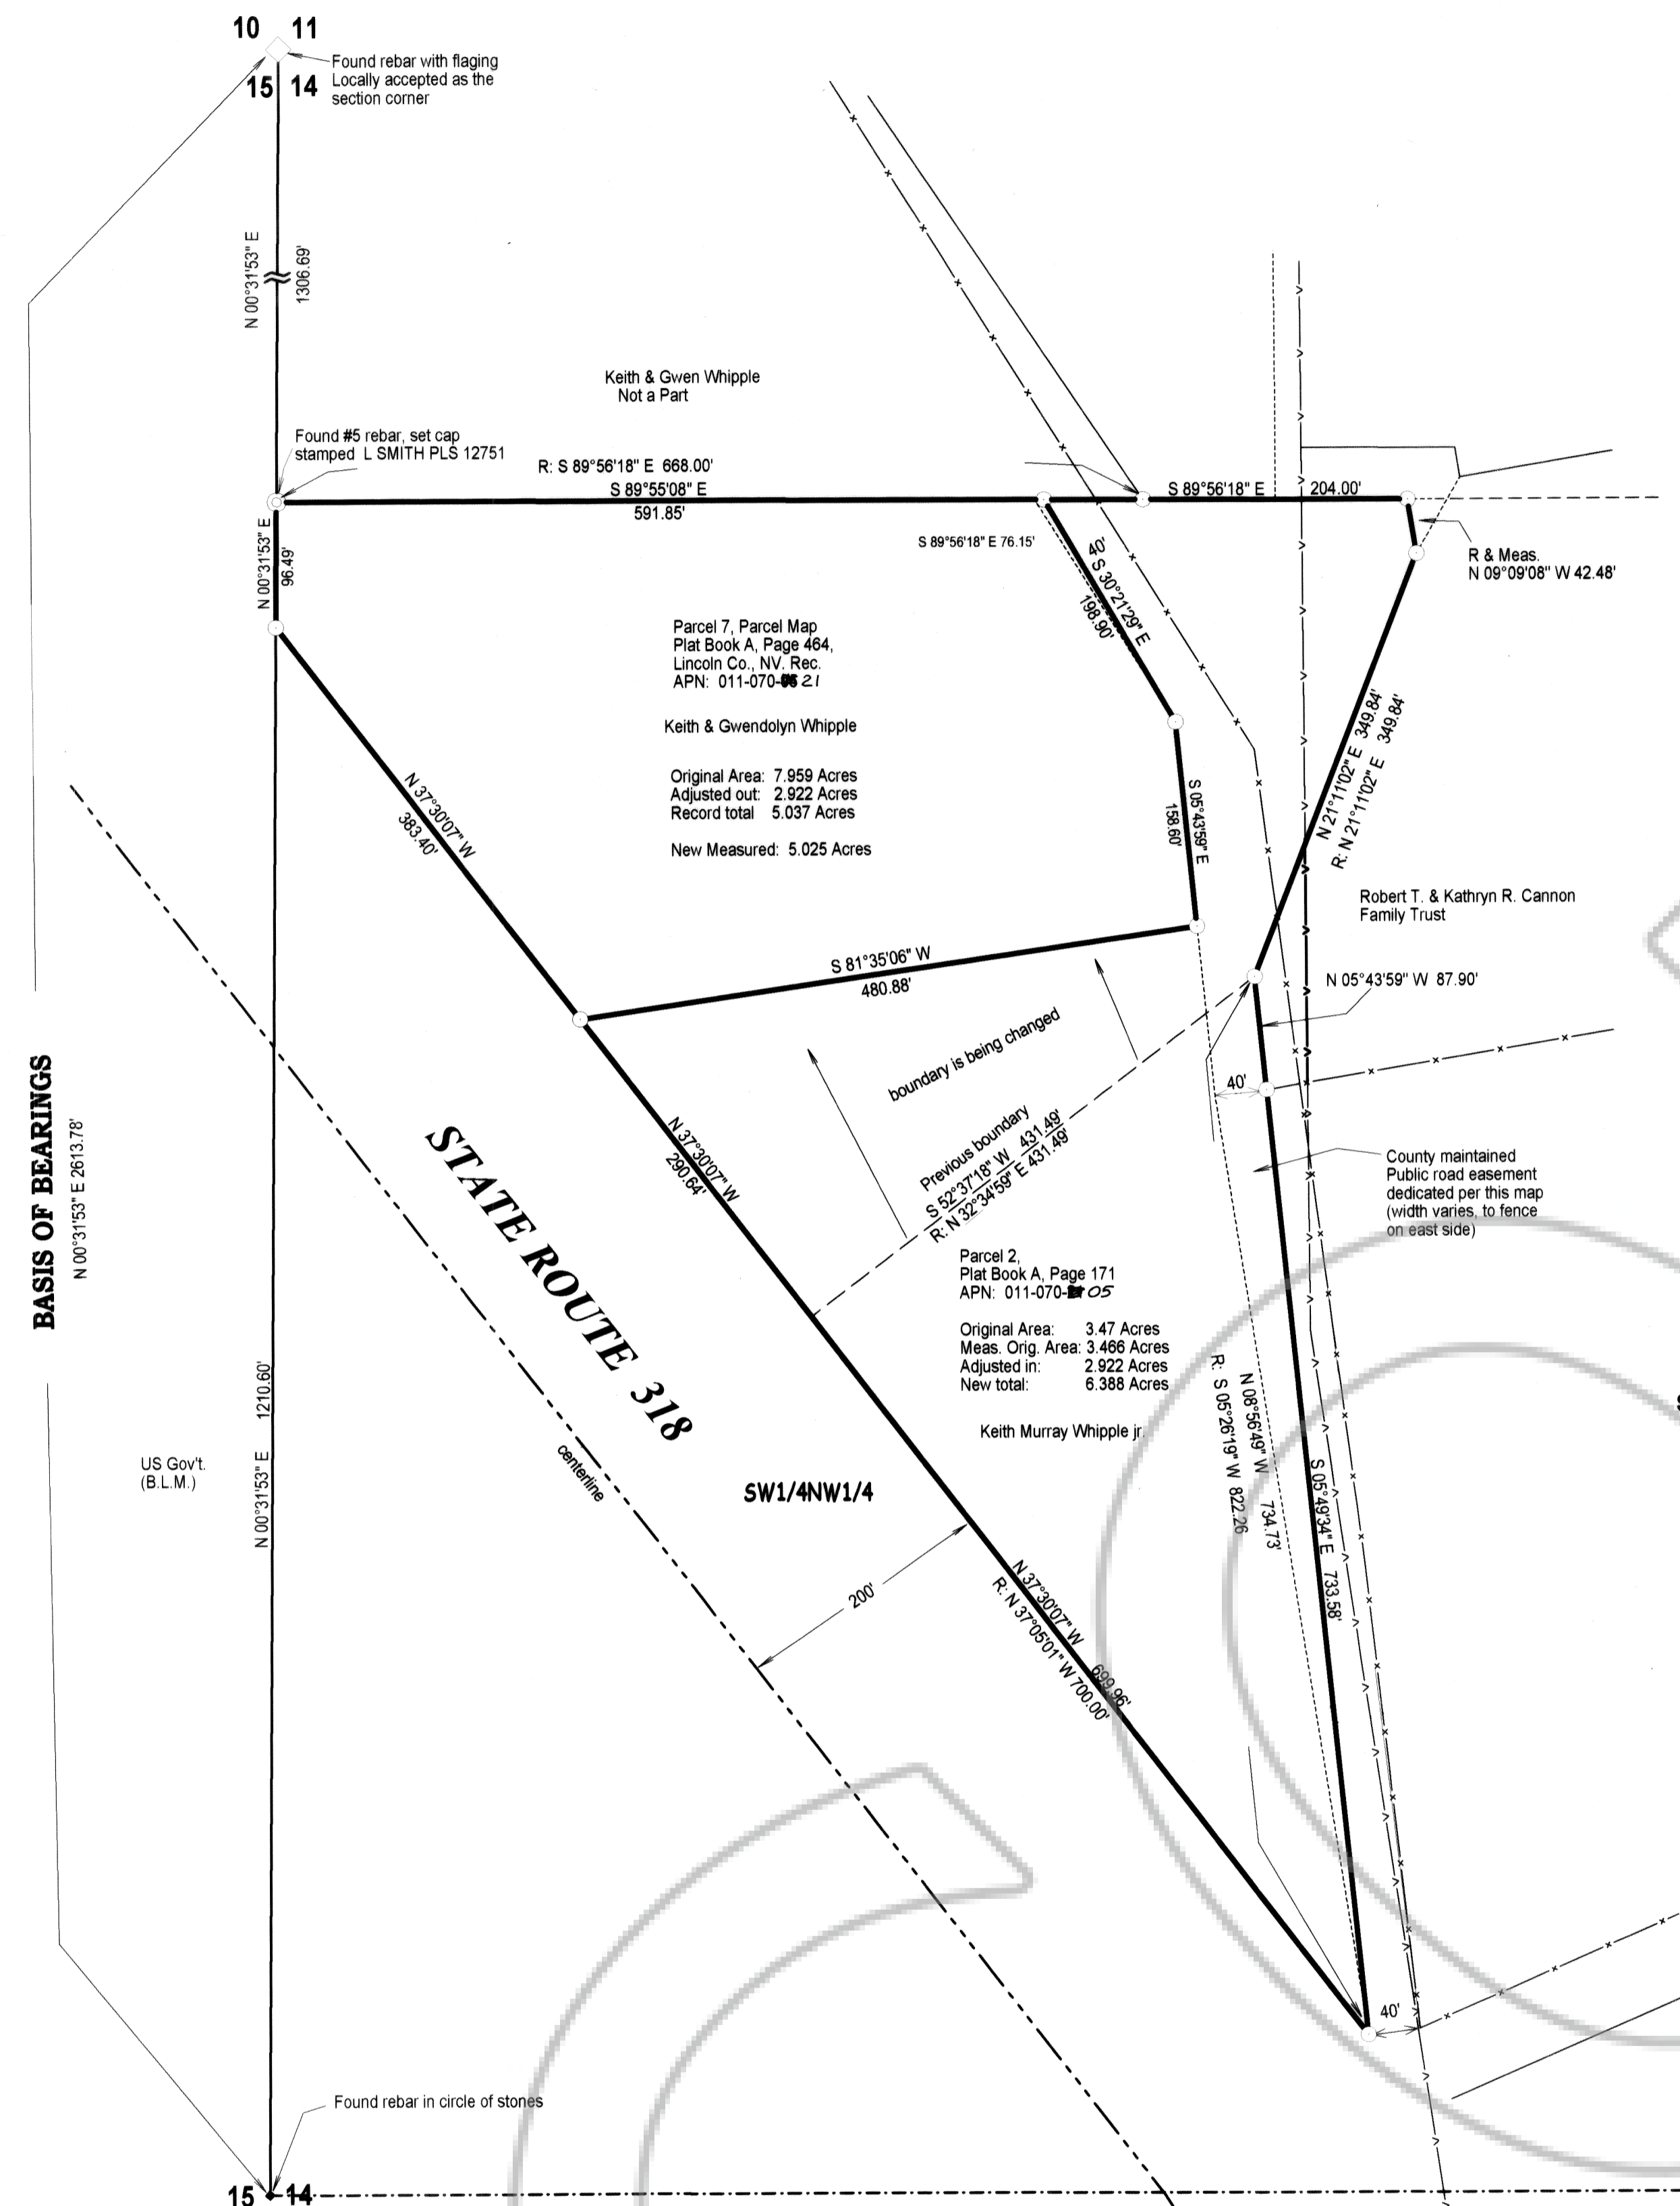 10 11
15 14
Found rebar with flaging
Locally accepted as the
section corner
N 00°31'53" E
1306.69'
Keith & Gwen Whipple
Not a Part
Found #5 rebar, set cap
stamped L SMITH PLS 12751
R: S 89°56'18" E 668.00'
S 89°55'08" E
591.85'
S 89°56'18" E 204.00'
S 89°56'18" E 76.15'
R & Meas.
N 09°09'08" W 42.48'
N 00°31'53" E
96.49'
40'
S 30°21'29" E
198.90'
Parcel 7, Parcel Map
Plat Book A, Page 464,
Lincoln Co., NV. Rec.
APN: 011-070- 21
Keith & Gwendolyn Whipple
Original Area: 7.959 Acres
Adjusted out: 2.922 Acres
Record total 5.037 Acres
New Measured: 5.025 Acres
N 37°30'07" W
383.40'
S 05°43'59" E
158.60'
N 21°11'02" E 349.84'
R: N 21°11'02" E 349.84'
Robert T. & Kathryn R. Cannon
Family Trust
S 81°35'06" W
480.88'
N 05°43'59" W 87.90'
boundary is being changed
40'
BASIS OF BEARINGS
N 00°31'53" E 2613.78'
STATE ROUTE 318
N 37°30'07" W
290.64'
Previous boundary
S 52°37'18" W 431.49'
R: N 32°34'59" E 431.49'
County maintained
Public road easement
dedicated per this map
(width varies, to fence
on east side)
Parcel 2,
Plat Book A, Page 171
APN: 011-070- 05
Original Area: 3.47 Acres
Meas. Orig. Area: 3.466 Acres
Adjusted in: 2.922 Acres
New total: 6.388 Acres
Keith Murray Whipple jr.
N 08°56'49" W 734.73'
R: S 05°26'19" W 822.26
S 05°49'34" E 733.58'
1210.60'
N 00°31'53" E
US Gov't.
(B.L.M.)
centerline
SW1/4NW1/4
200'
N 37°30'07" W 699.96'
R: N 37°05'01" W 700.00'
40'
Found rebar in circle of stones
15 14